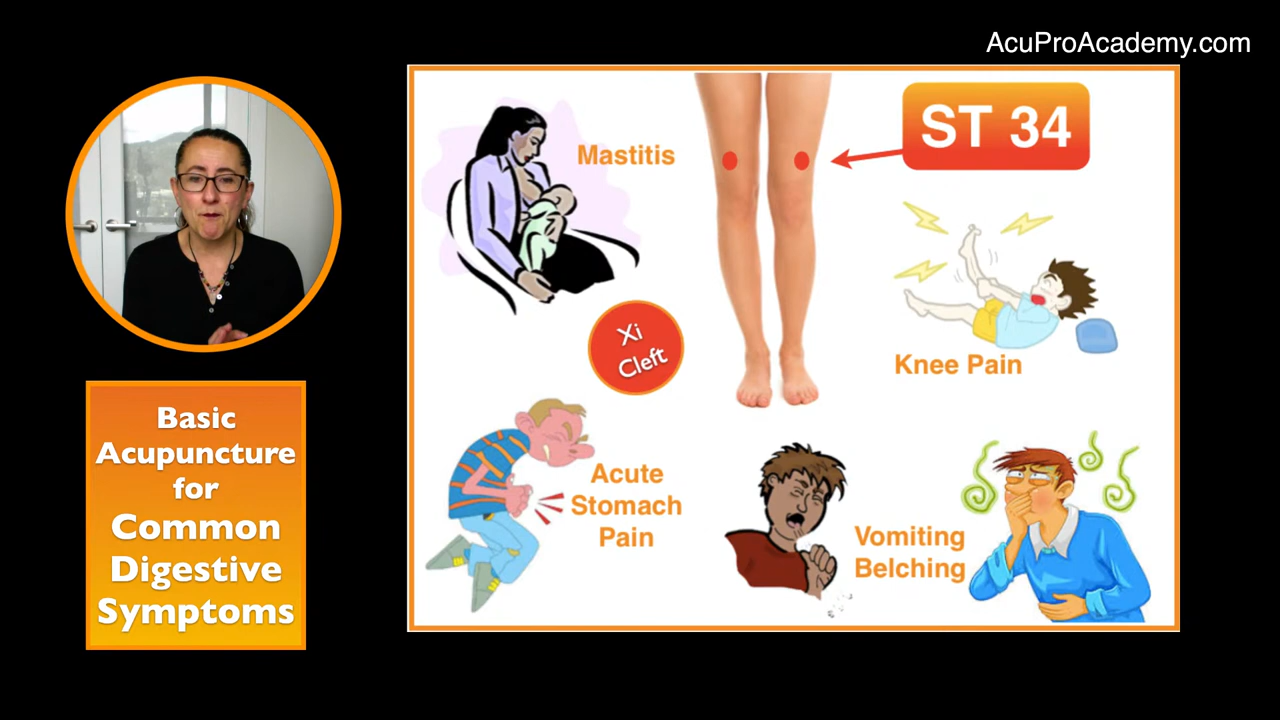 AcuProAcademy.com
Basic
Acupuncture
for
Common
Digestive
Symptoms
ST 34
Mastitis
Xi
Cleft
Knee Pain
Acute
Stomach
Pain
Vomiting
Belching